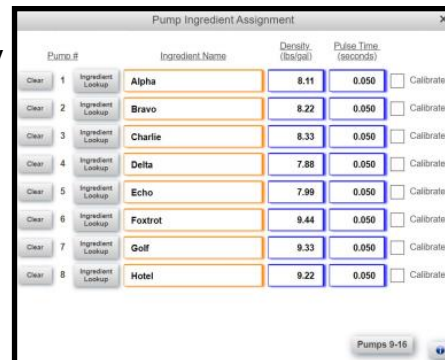 Pump Ingredient Assignment
Pump # Ingredient Name Density (lbs/gal) Pulse Time (seconds)
Clear 1 Ingredient Lookup Alpha 8.11 0.050 Calibrate
Clear 2 Ingredient Lookup Bravo 8.22 0.050 Calibrate
Clear 3 Ingredient Lookup Charlie 8.33 0.050 Calibrate
Clear 4 Ingredient Lookup Delta 7.88 0.050 Calibrate
Clear 5 Ingredient Lookup Echo 7.99 0.050 Calibrate
Clear 6 Ingredient Lookup Foxtrot 9.44 0.050 Calibrate
Clear 7 Ingredient Lookup Golf 9.33 0.050 Calibrate
Clear 8 Ingredient Lookup Hotel 9.22 0.050 Calibrate
Pumps 9-16